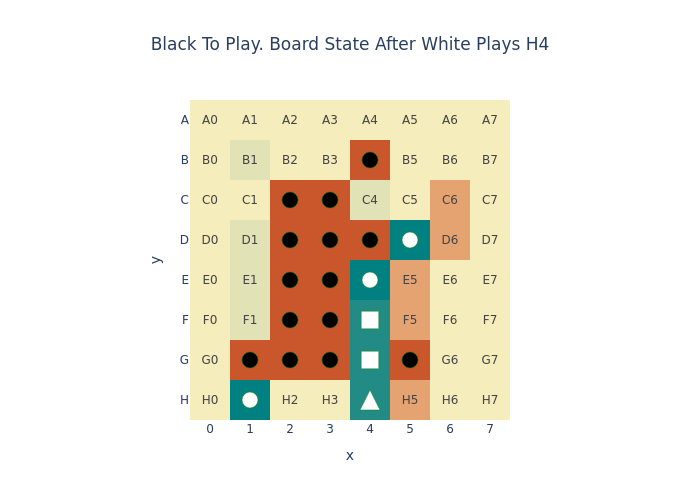 Black To Play. Board State After White Plays H4
A A0 A1 A2 A3 A4 A5 A6 A7
B B0 B1 B2 B3 B5 B6 B7
C C0 C1 C4 C5 C6 C7
D D0 D1 D6 D7
y
E E0 E1 E5 E6 E7
F F0 F1 F5 F6 F7
G G0 G6 G7
H H0 H2 H3 H5 H6 H7
0 1 2 3 4 5 6 7
x